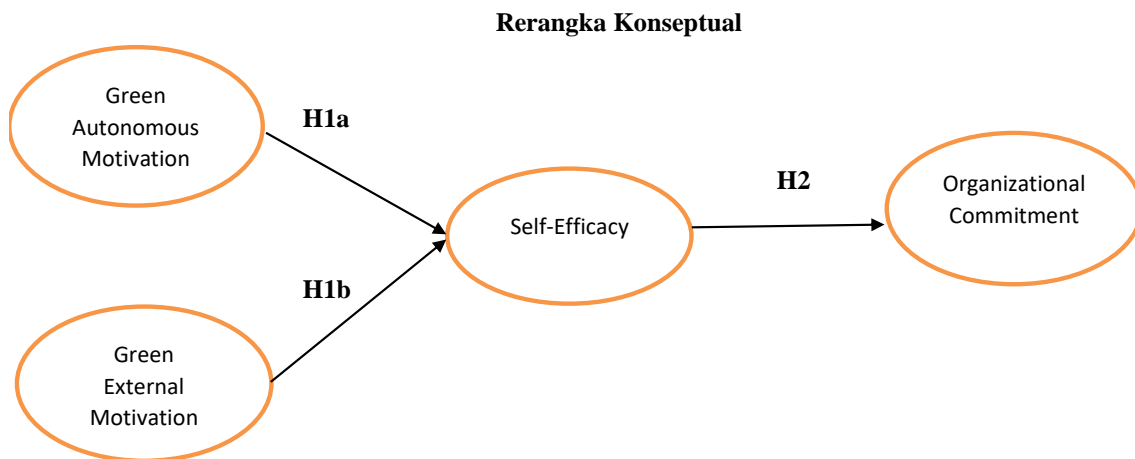 Rerangka Konseptual
Green
Autonomous
Motivation
H1a
H1b
Green
External
Motivation
Self-Efficacy
H2
Organizational
Commitment